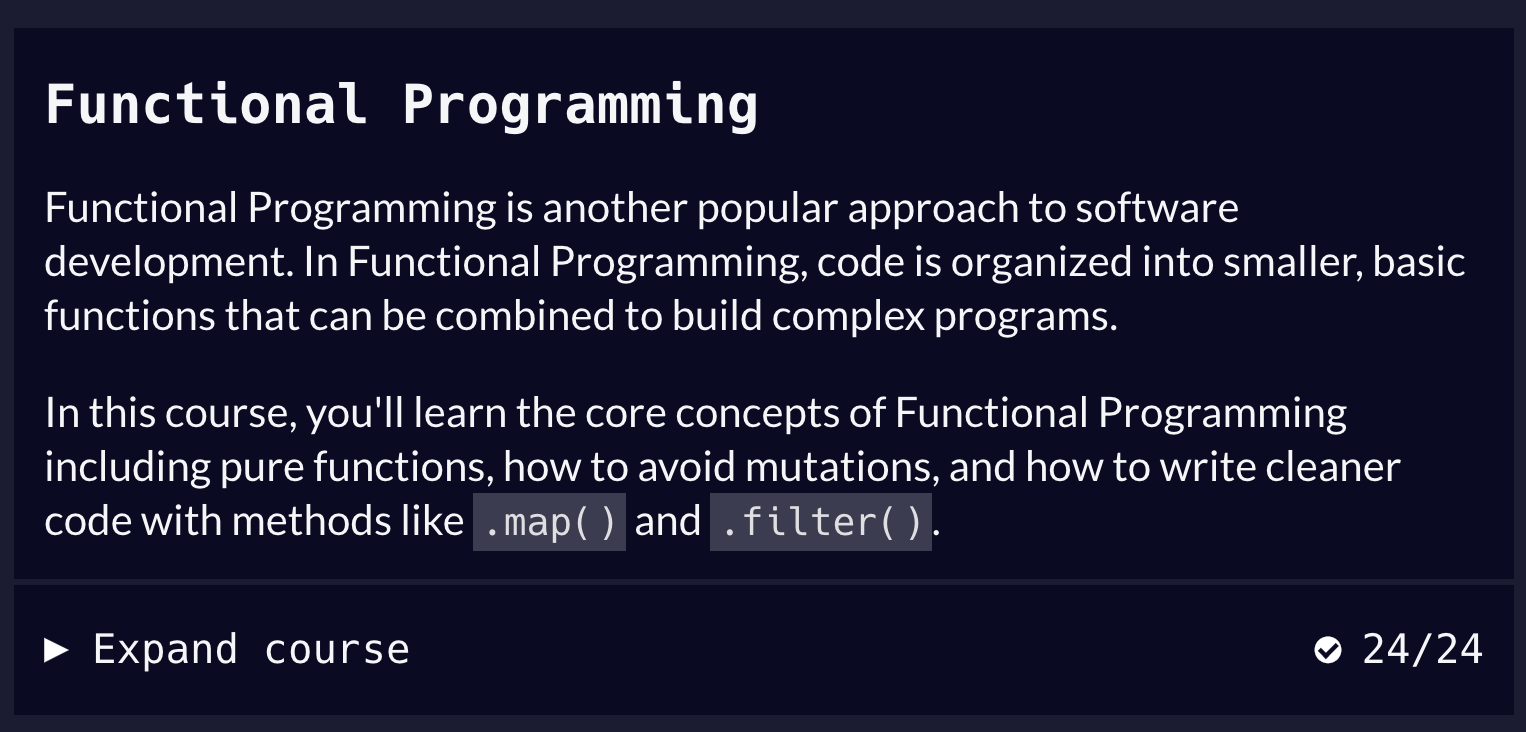 Functional Programming
Functional Programming is another popular approach to software
development. In Functional Programming, code is organized into smaller, basic
functions that can be combined to build complex programs.
In this course, you'll learn the core concepts of Functional Programming
including pure functions, how to avoid mutations, and how to write cleaner
code with methods like .map() and .filter().
Expand course 24/24